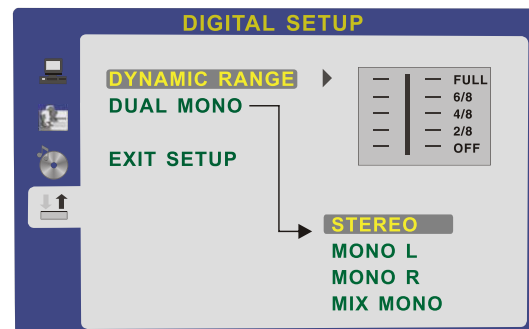 DIGITAL SETUP
DYNAMIC RANGE
DUAL MONO
EXIT SETUP
FULL
6/8
4/8
2/8
OFF
STEREO
MONO L
MONO R
MIX MONO